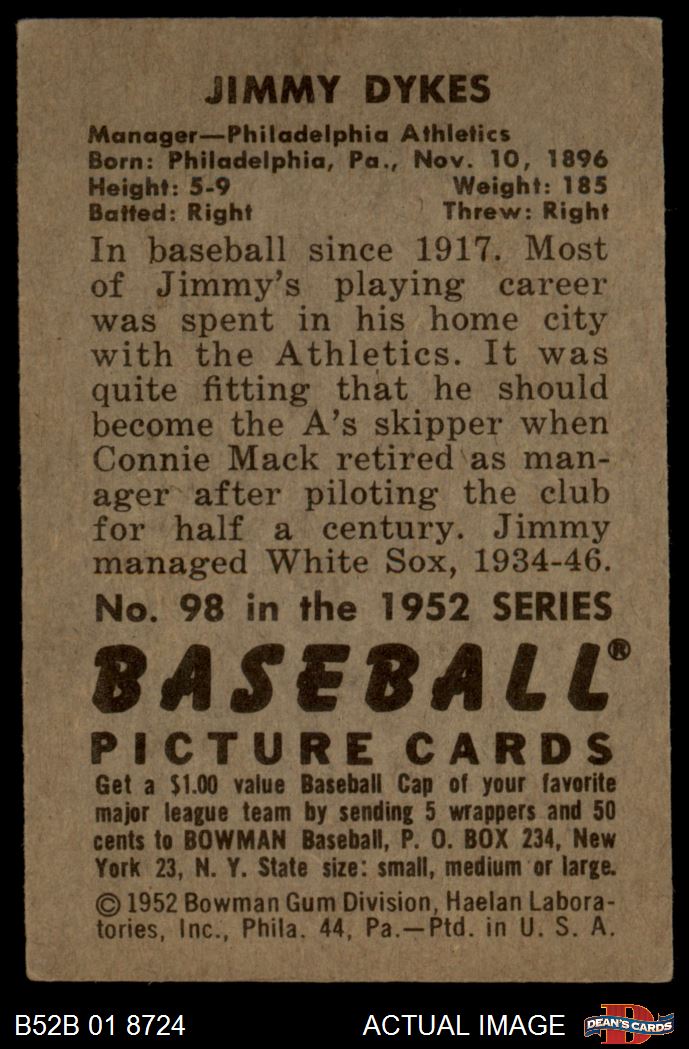 JIMMY DYKES
Manager—Philadelphia Athletics
Born: Philadelphia, Pa., Nov. 10, 1896
Height: 5-9 Weight: 185
Batted: Right Threw: Right
In baseball since 1917. Most
of Jimmy's playing career
was spent in his home city
with the Athletics. It was
quite fitting that he should
become the A's skipper when
Connie Mack retired as man-
ager after piloting the club
for half a century. Jimmy
managed White Sox, 1934-46.
No. 98 in the 1952 SERIES
BASEBALL®
PICTURE CARDS
Get a $1.00 value Baseball Cap of your favorite
major league team by sending 5 wrappers and 50
cents to BOWMAN Baseball, P. O. BOX 234, New
York 23, N. Y. State size: small, medium or large.
© 1952 Bowman Gum Division, Haelan Labora-
tories, Inc., Phila. 44, Pa.—Ptd. in U. S. A.
B52B 01 8724 ACTUAL IMAGE D DEAN'S CARDS